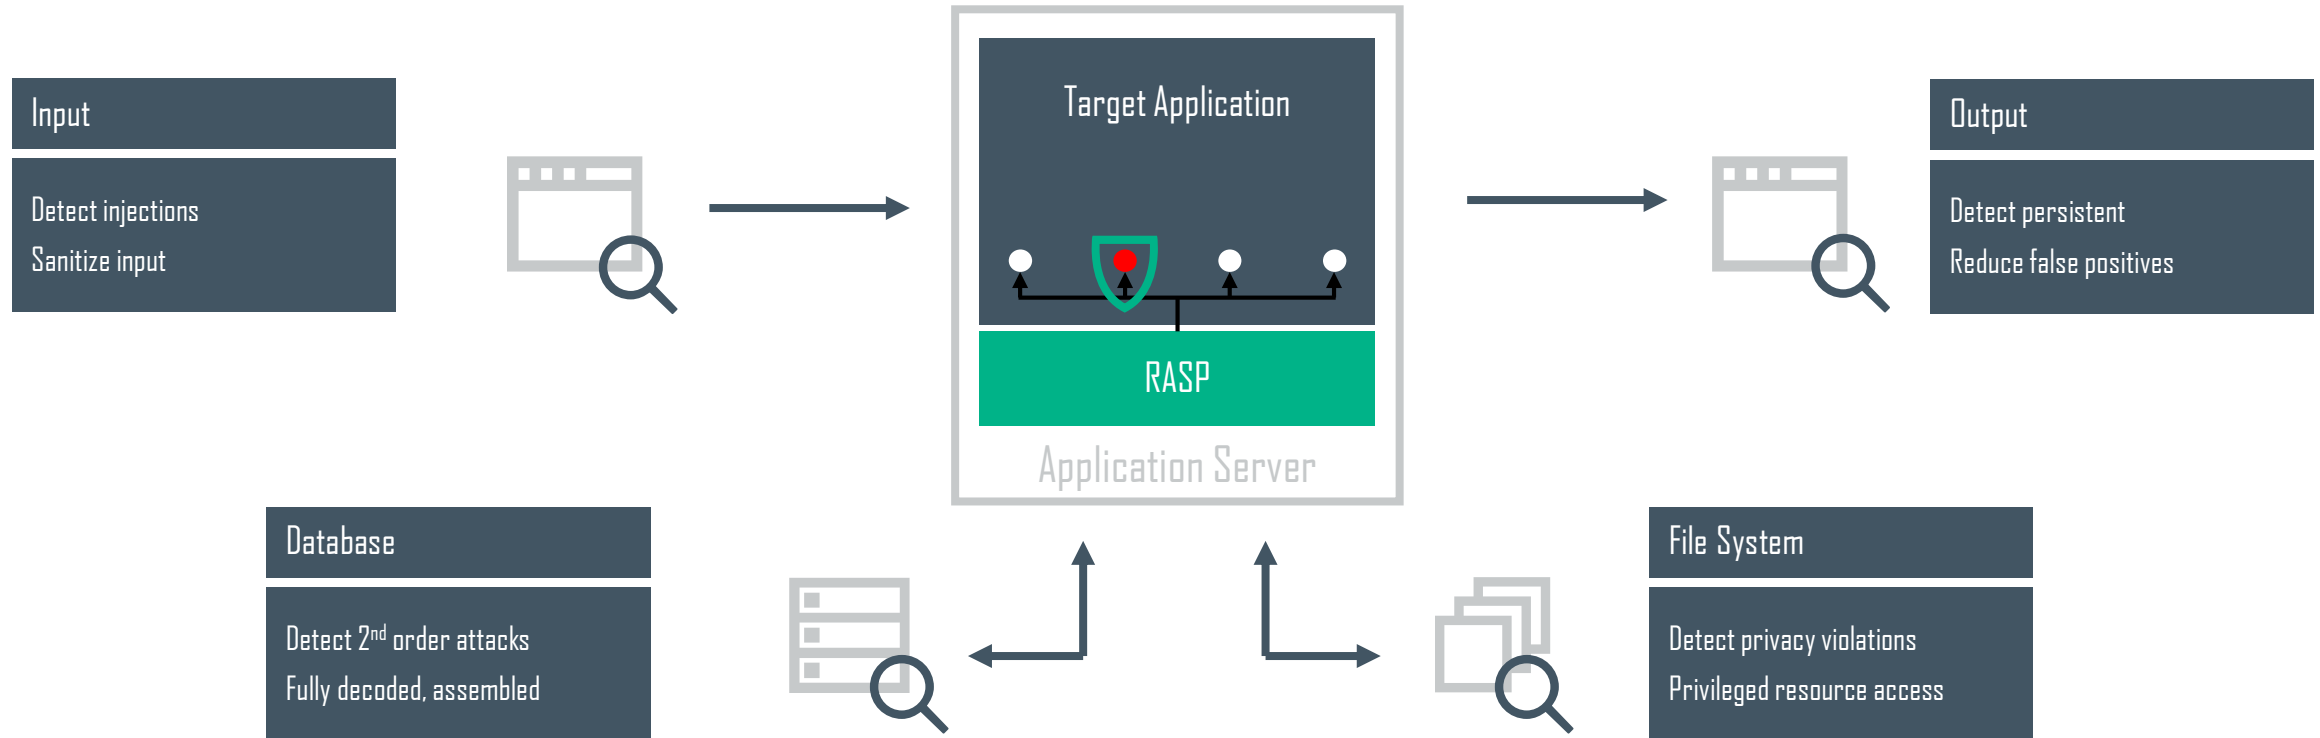 Input
Detect injections
Sanitize input
Target Application
RASP
Application Server
Output
Detect persistent
Reduce false positives
Database
Detect 2nd order attacks
Fully decoded, assembled
File System
Detect privacy violations
Privileged resource access